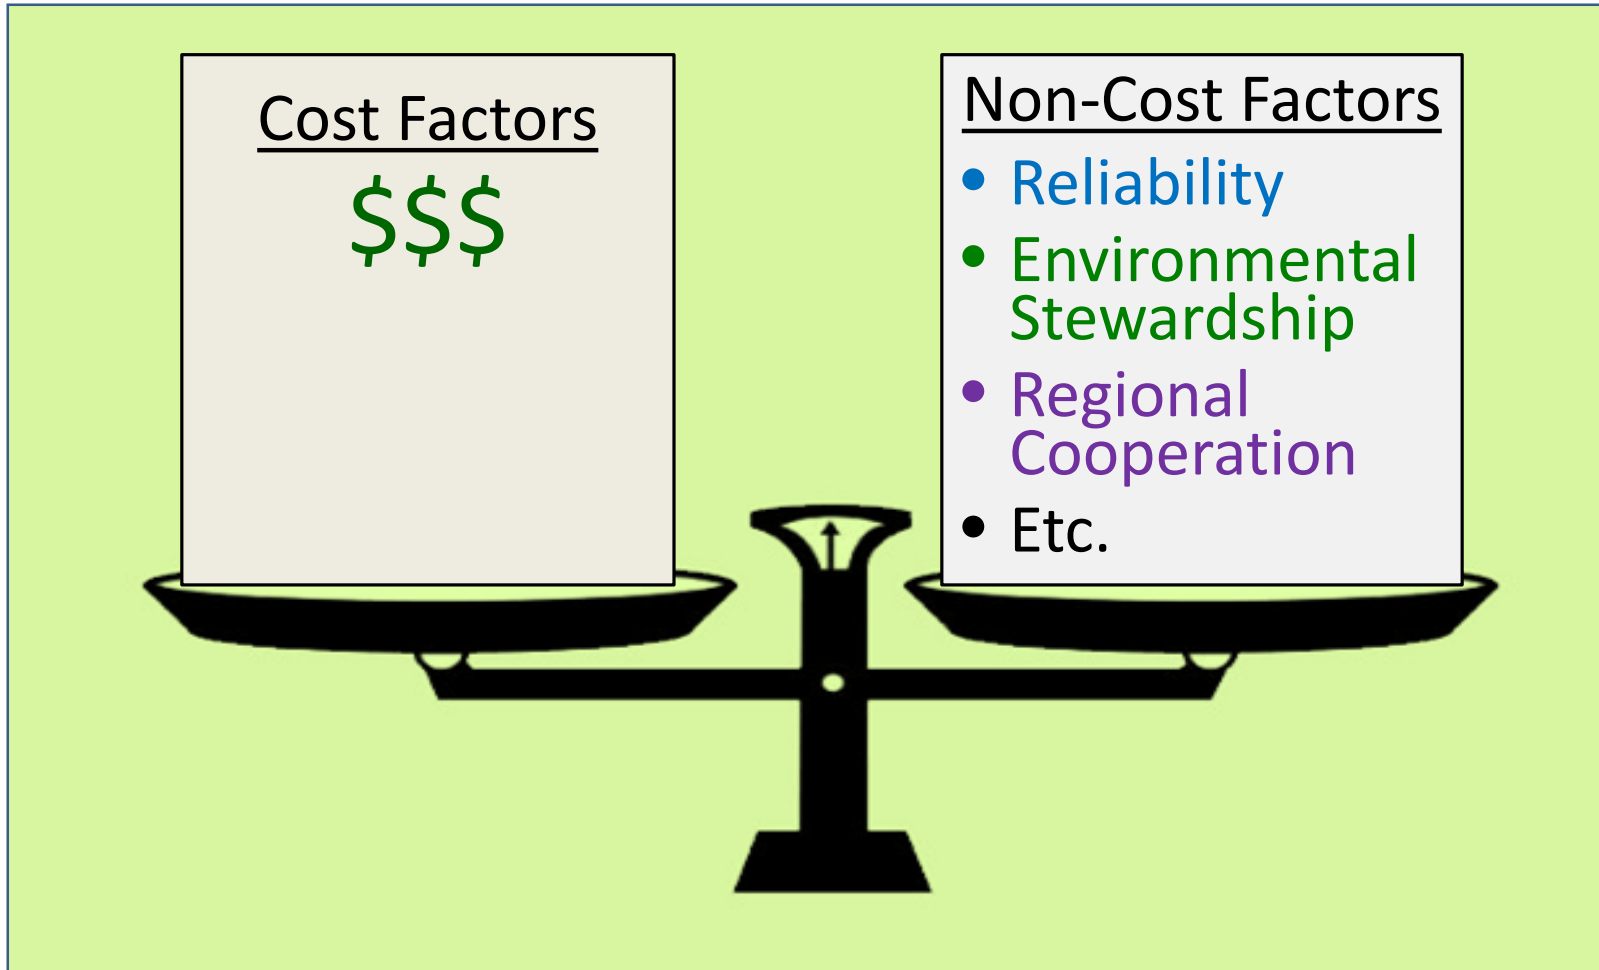 Cost Factors
$$$
Non-Cost Factors
• Reliability
• Environmental
Stewardship
• Regional
Cooperation
• Etc.